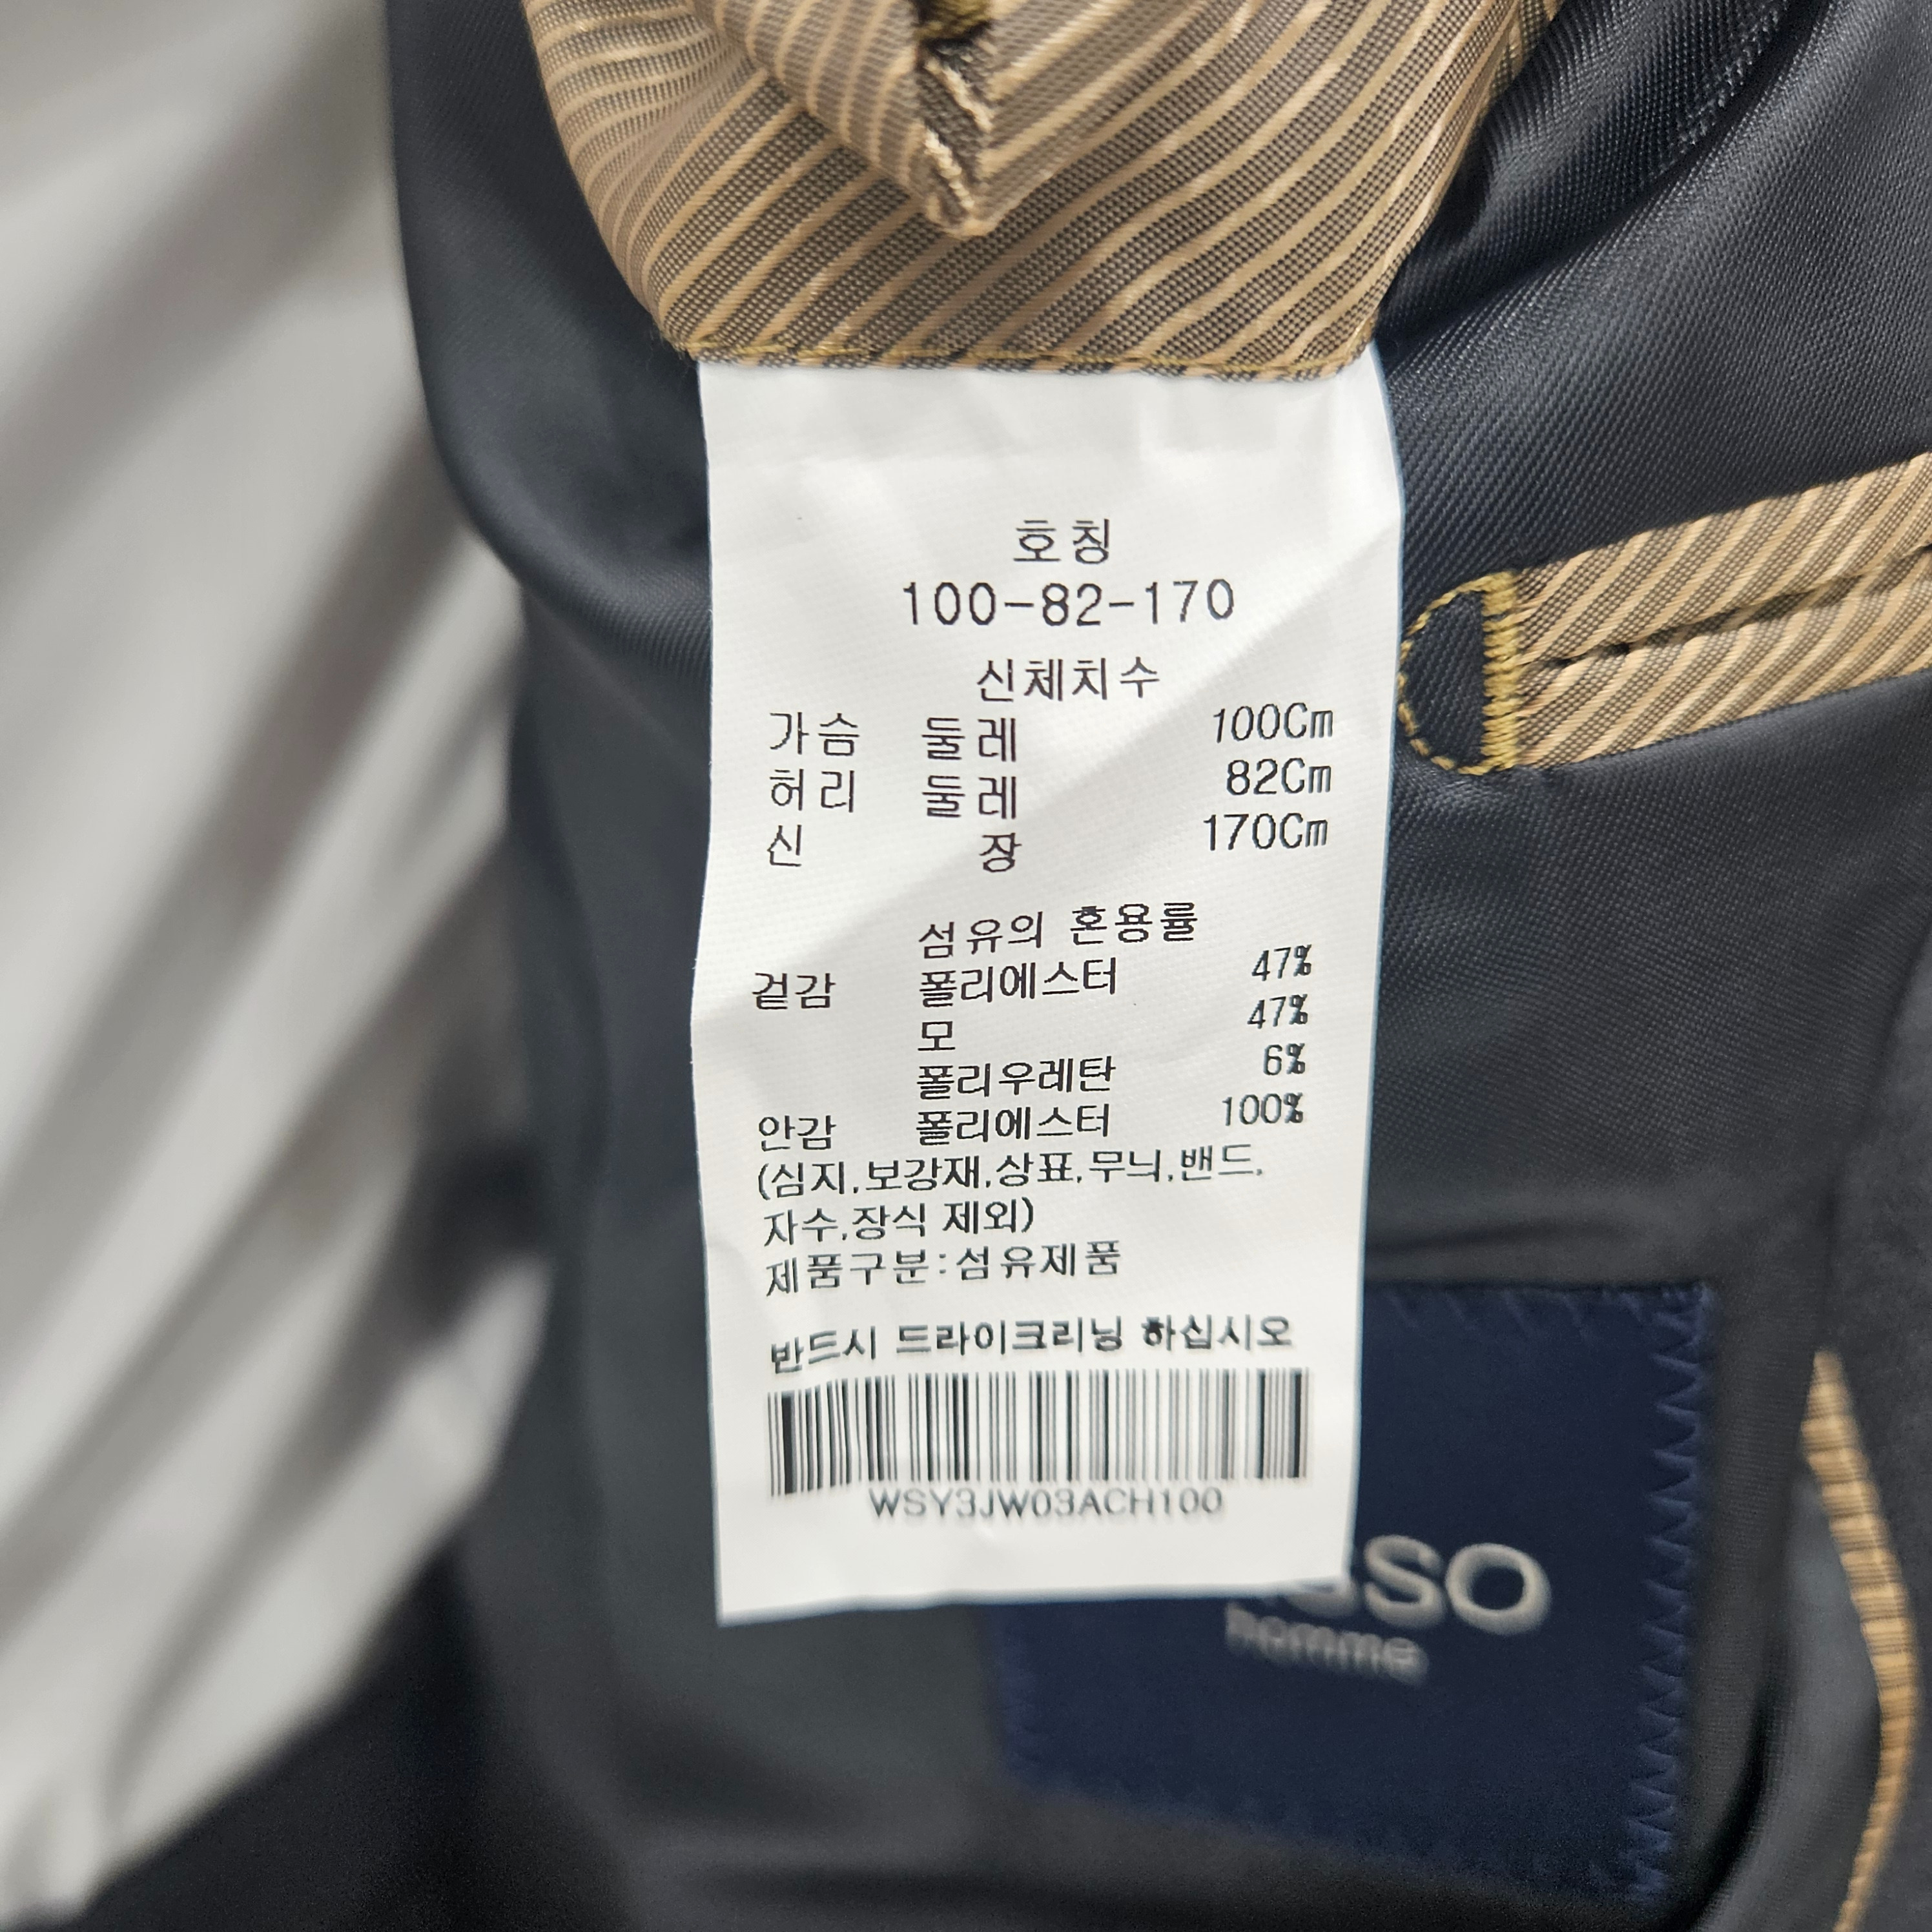 호칭
100-82-170
신체치수
가슴 둘레 100Cm
허리 둘레 82Cm
신 장 170Cm
섬유의 혼용률
겉감 폴리에스터 47%
모 47%
폴리우레탄 6%
안감 폴리에스터 100%
(심지,보강재,상표,무늬,밴드,
자수,장식 제외)
제품구분:섬유제품
반드시 드라이크리닝 하십시오
WSY3JW03ACH100
homme